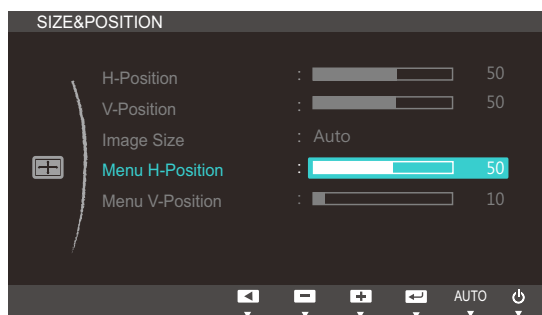 SIZE&POSITION
H-Position : 50
V-Position : 50
Image Size : Auto
Menu H-Position : 50
Menu V-Position : 10
AUTO